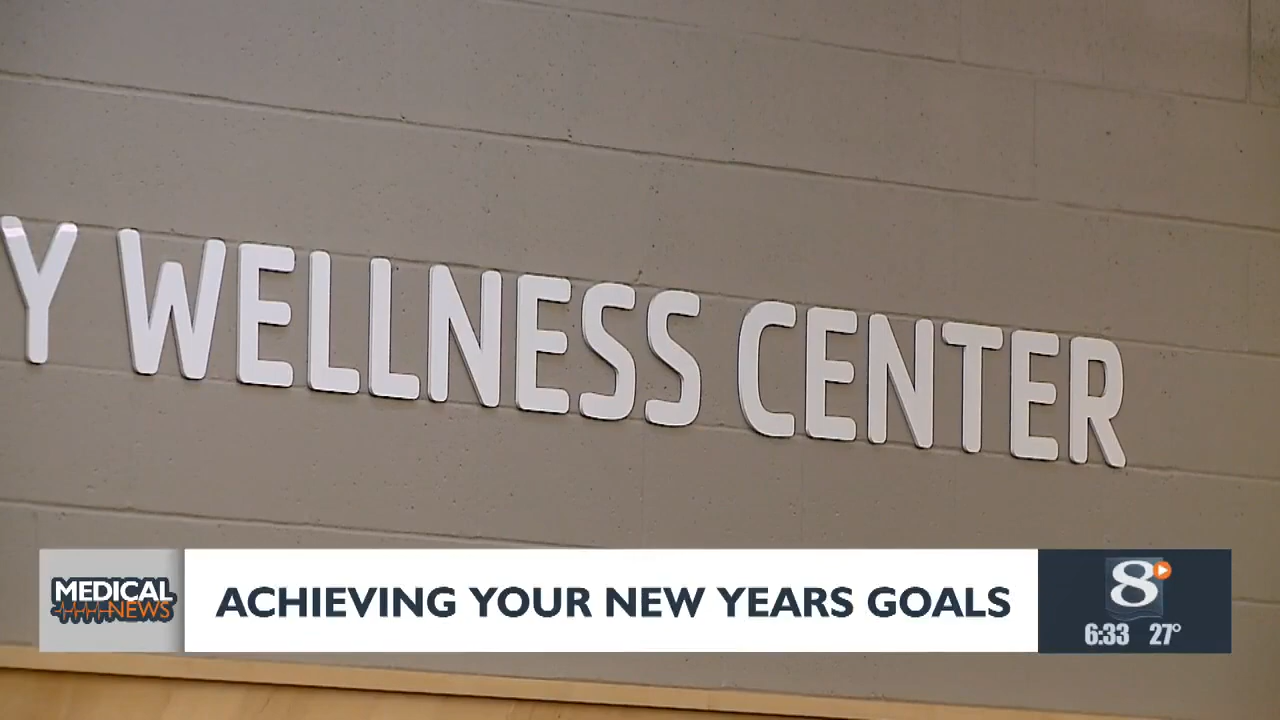 Y WELLNESS CENTER
MEDICAL
NEWS
ACHIEVING YOUR NEW YEARS GOALS
8
6:33 27°